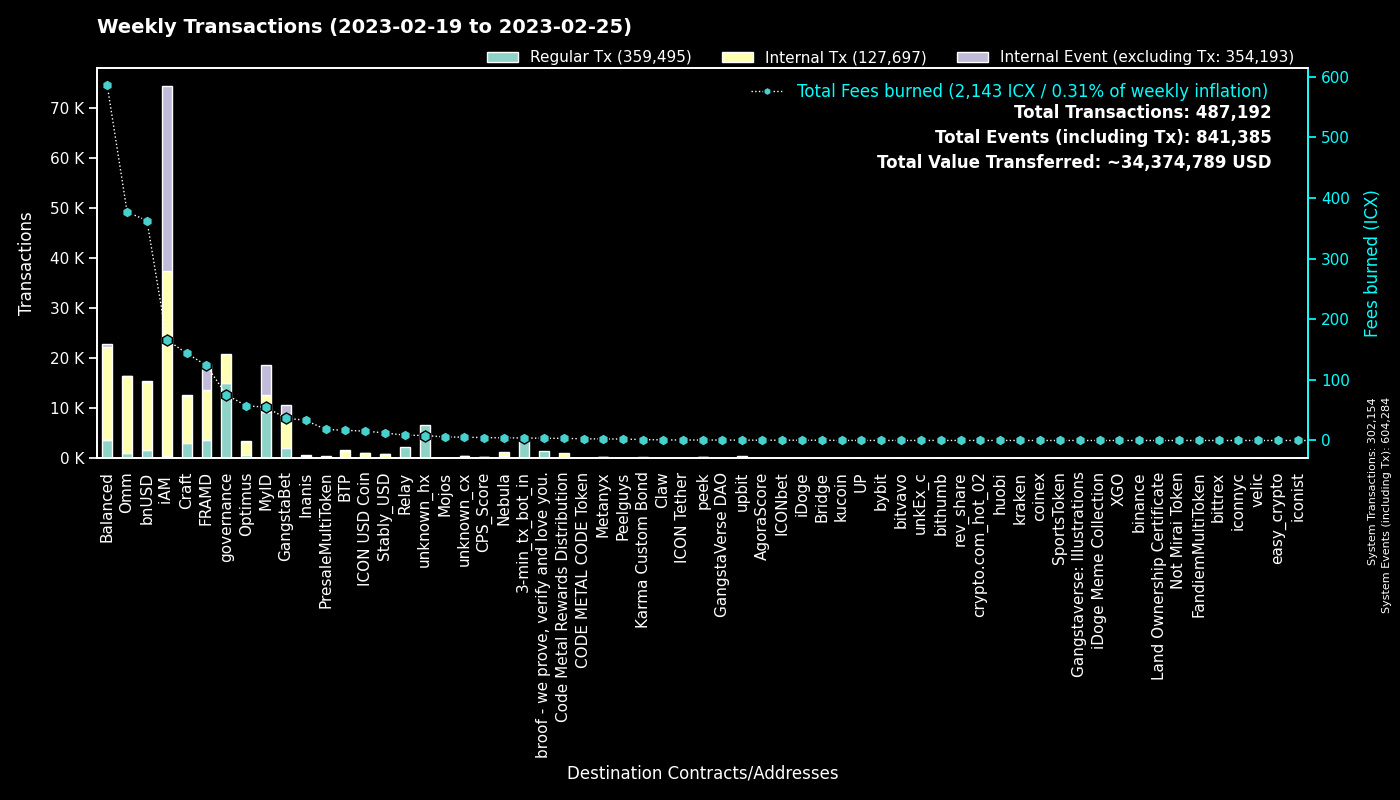 Weekly Transactions (2023-02-19 to 2023-02-25)
Regular Tx (359,495)
Internal Tx (127,697)
Internal Event (excluding Tx: 354,193)
Total Fees burned (2,143 ICX / 0.31% of weekly inflation)
Total Transactions: 487,192
Total Events (including Tx): 841,385
Total Value Transferred: ~34,374,789 USD
Transactions
70 K
60 K
50 K
40 K
30 K
20 K
10 K
0 K
600
500
400
300
200
100
0
Fees burned (ICX)
System Transactions: 302,154
System Events (including Tx): 604,284
Balanced
Omm
bnUSD
iAM
Craft
FRAMD
governance
Optimus
MyID
GangstaBet
Inanis
PresaleMultiToken
BTP
ICON USD Coin
Stably_USD
Relay
unknown_hx
Mojos
unknown_cx
CPS_Score
Nebula
3-min_tx_bot_in
broof - we prove, verify and love you.
Code Metal Rewards Distribution
CODE METAL CODE Token
Metanyx
Peelguys
Karma Custom Bond
Claw
ICON Tether
peek
GangstaVerse DAO
upbit
AgoraScore
ICONbet
iDoge
Bridge
kucoin
UP
bybit
bitvavo
unkEx_c
bithumb
rev_share
crypto.com_hot_02
huobi
kraken
coinex
SportsToken
Gangstaverse: Illustrations
iDoge Meme Collection
XGO
binance
Land Ownership Certificate
Not Mirai Token
FandiemMultiToken
bittrex
iconnyc
velic
easy_crypto
iconist
Destination Contracts/Addresses